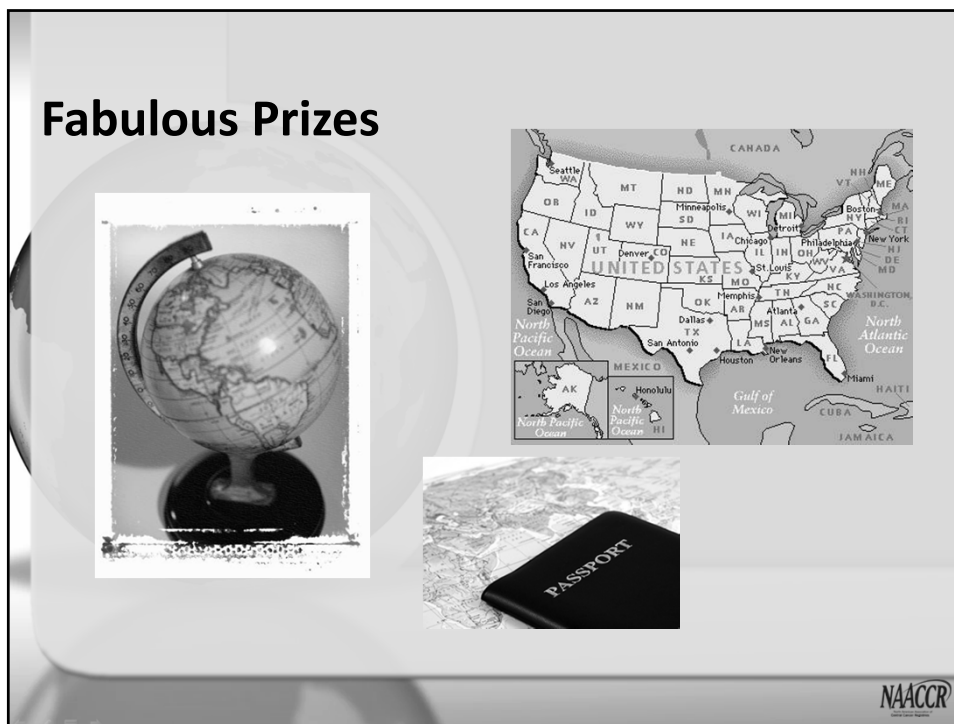 Fabulous Prizes
CANADA
Seattle
WA
MT
ND
MN
OR
ID
WY
SD
Minneapolis
WI
MI
VT
NH
ME
Boston
MA
NY
RI
CT
CA
NV
UT
Denver
CO
NE
IA
Chicago
Detroit
IL
IN
OH
PA
Philadelphia
New York
NJ
DE
MD
San
Francisco
UNITED STATES
KS
MO
St. Louis
KY
WV
VA
WASHINGTON,
D.C.
Los Angeles
San
Diego
AZ
NM
OK
AR
Memphis
TN
NC
SC
Atlanta
North
Pacific
Ocean
Dallas
TX
San Antonio
Houston
LA
MS
AL
GA
New
Orleans
North
Atlantic
Ocean
FL
Miami
MEXICO
Gulf of
Mexico
CUBA
HAITI
JAMAICA
AK
North Pacific
Ocean
Honolulu
North
Pacific
Ocean
HI
PASSPORT
NAACCR